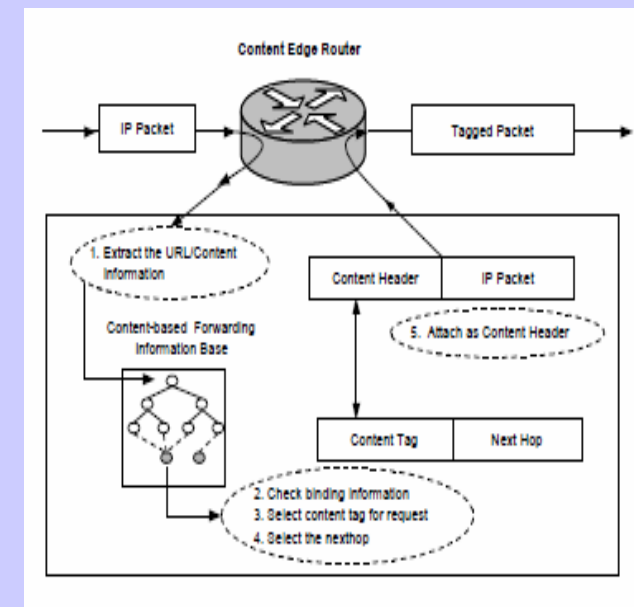 Content Edge Router
IP Packet
Tagged Packet
1. Extract the URL/Content
Information
Content Header
IP Packet
5. Attach as Content Header
Content-based Forwarding
Information Base
Content Tag
Next Hop
2. Check binding information
3. Select content tag for request
4. Select the nexthop